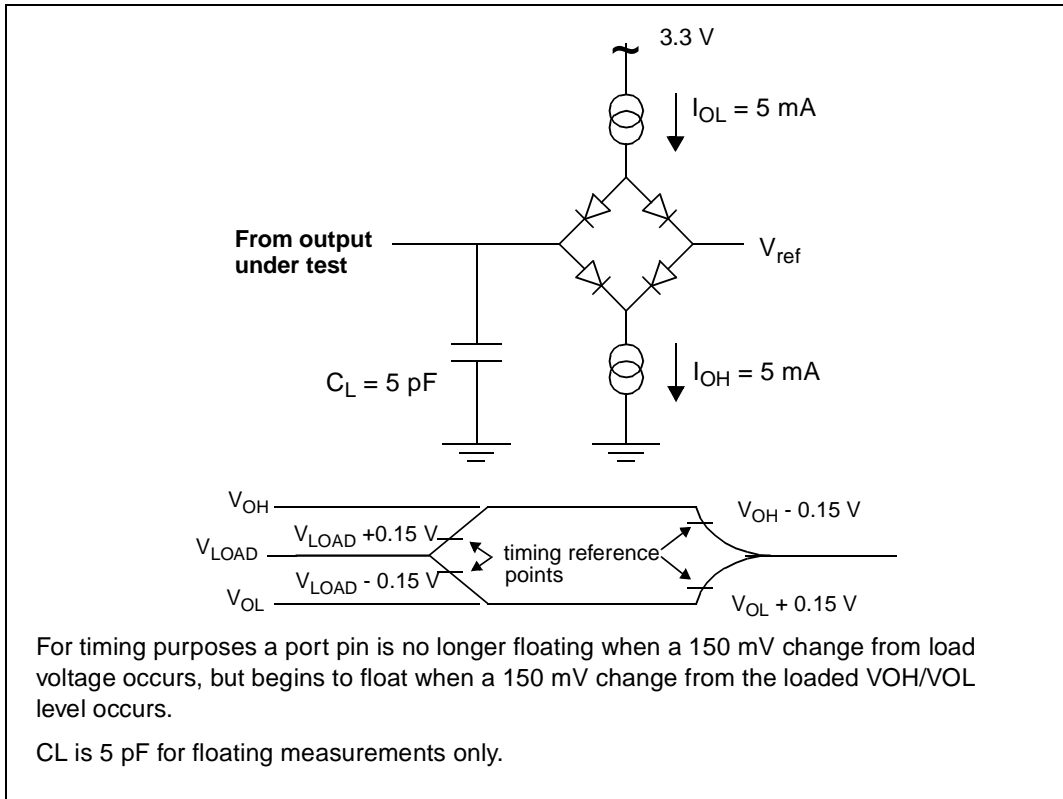 3.3 V
I_OL = 5 mA
From output
under test
V_ref
C_L = 5 pF
I_OH = 5 mA
V_OH
V_LOAD +0.15 V
V_OH - 0.15 V
V_LOAD
timing reference
points
V_LOAD - 0.15 V
V_OL
V_OL + 0.15 V
For timing purposes a port pin is no longer floating when a 150 mV change from load
voltage occurs, but begins to float when a 150 mV change from the loaded VOH/VOL
level occurs.
CL is 5 pF for floating measurements only.